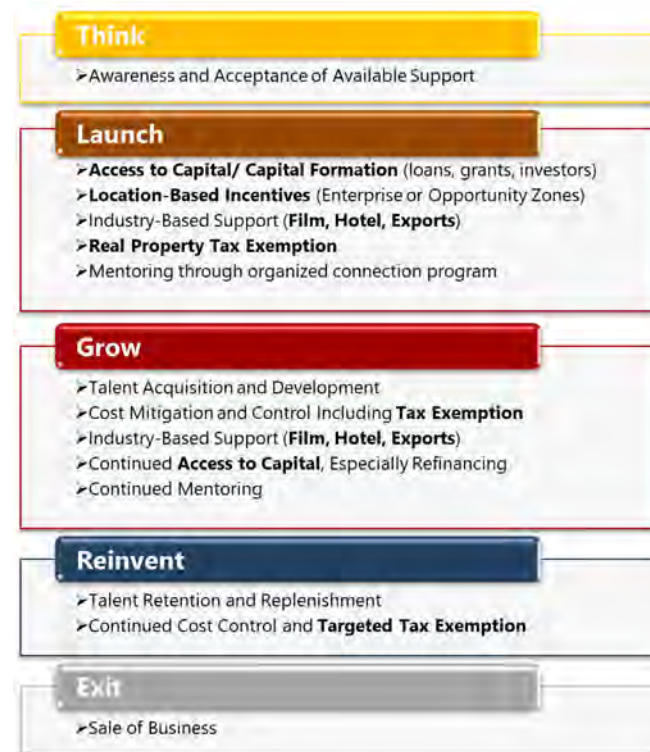 Think
➢Awareness and Acceptance of Available Support
Launch
➢Access to Capital/ Capital Formation (loans, grants, investors)
➢Location-Based Incentives (Enterprise or Opportunity Zones)
➢Industry-Based Support (Film, Hotel, Exports)
➢Real Property Tax Exemption
➢Mentoring through organized connection program
Grow
➢Talent Acquisition and Development
➢Cost Mitigation and Control Including Tax Exemption
➢Industry-Based Support (Film, Hotel, Exports)
➢Continued Access to Capital, Especially Refinancing
➢Continued Mentoring
Reinvent
➢Talent Retention and Replenishment
➢Continued Cost Control and Targeted Tax Exemption
Exit
➢Sale of Business